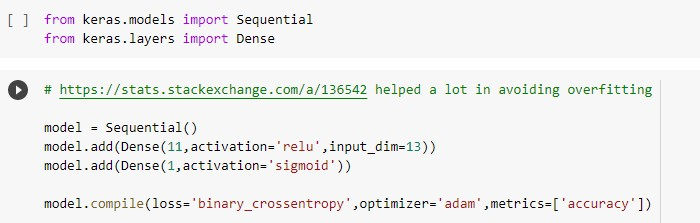 [ ] from keras.models import Sequential
from keras.layers import Dense
# https://stats.stackexchange.com/a/136542 helped a lot in avoiding overfitting
model = Sequential()
model.add(Dense(11,activation='relu',input_dim=13))
model.add(Dense(1,activation='sigmoid'))
model.compile(loss='binary_crossentropy',optimizer='adam',metrics=['accuracy'])